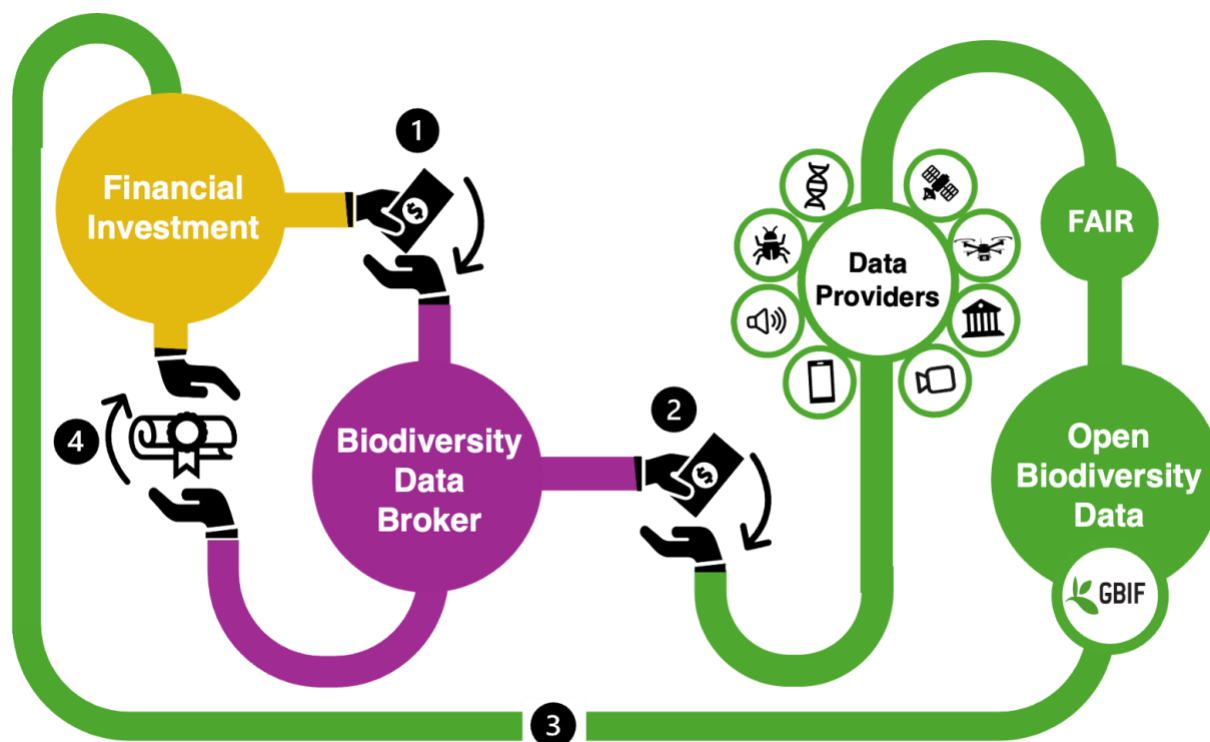 1
Financial
Investment
FAIR
Data
Providers
$
2
4
Biodiversity
Data
Broker
$
Open
Biodiversity
Data
GBIF
3